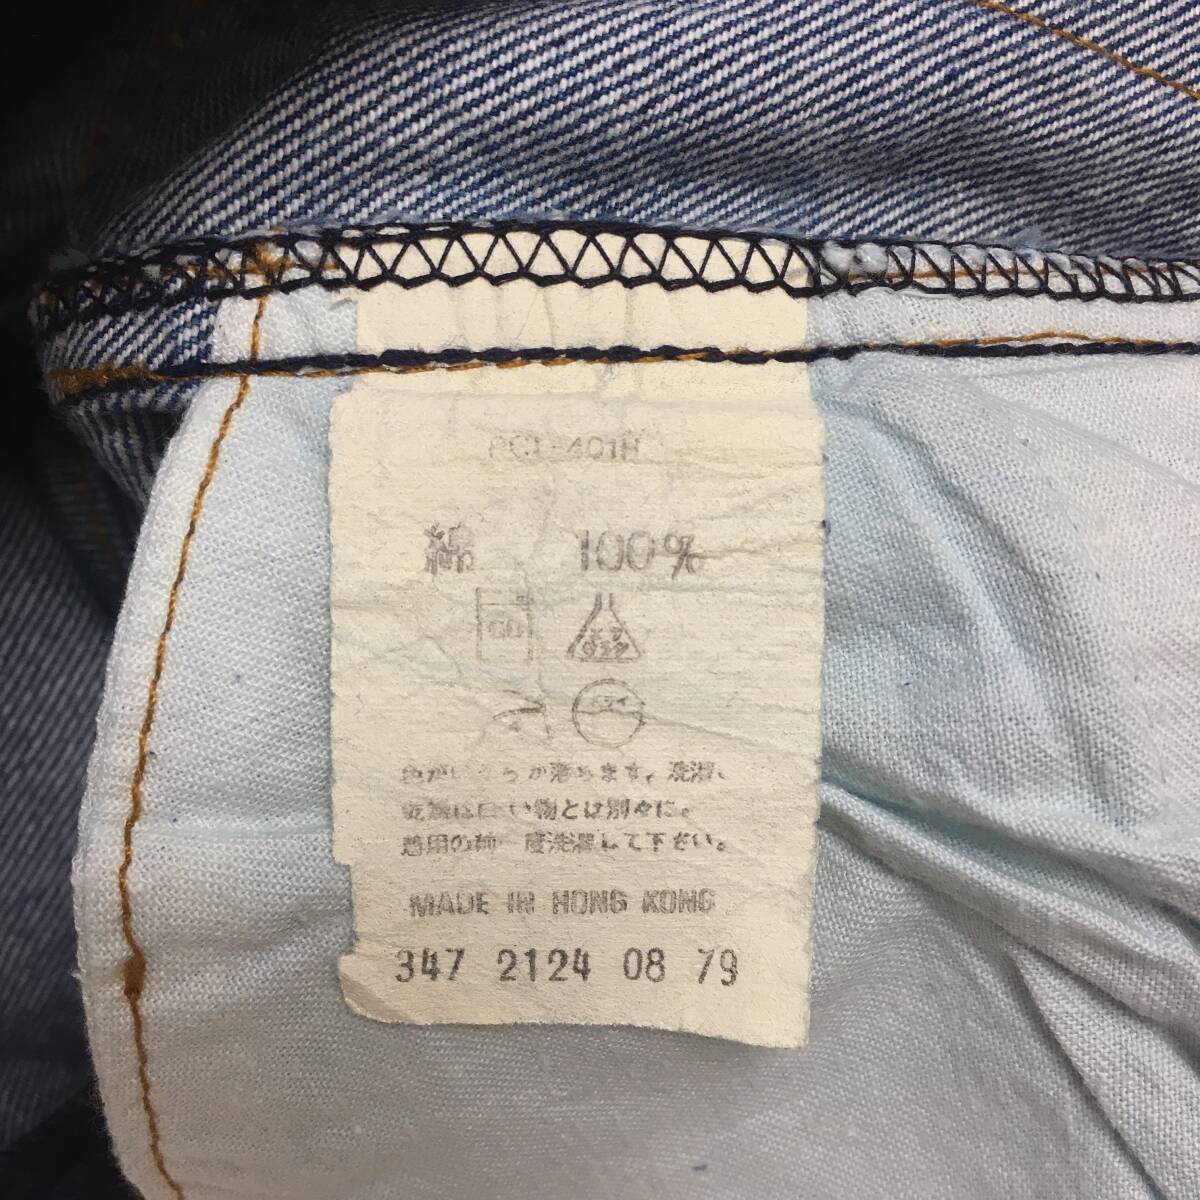 綿 100%
60
色がいくらか落ちます。洗濯、
乾燥は白い物とは別々に。
着用の前 度洗濯して下さい。
MADE IN HONG KONG
347 2124 08 79